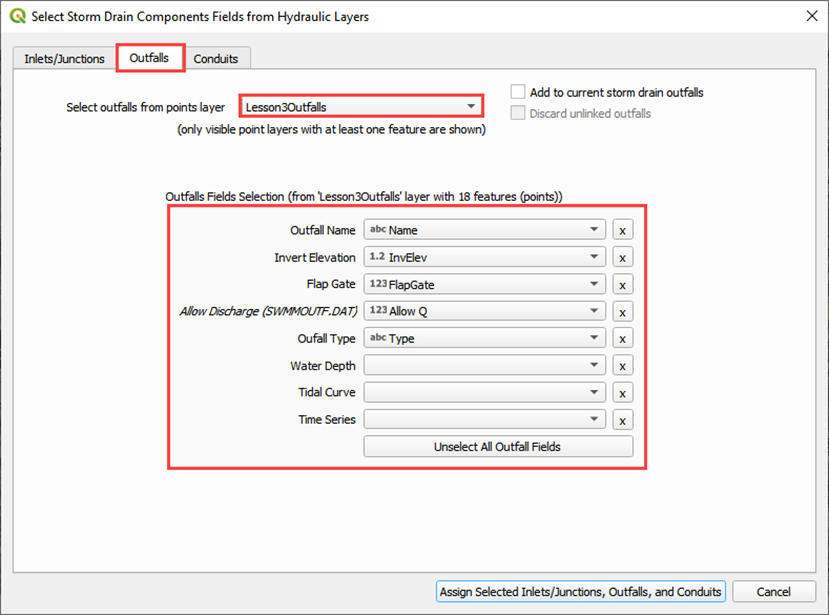 Select Storm Drain Components Fields from Hydraulic Layers
Inlets/Junctions Outfalls Conduits
Select outfalls from points layer Lesson3Outfalls
Add to current storm drain outfalls
Discard unlinked outfalls
(only visible point layers with at least one feature are shown)
Outfalls Fields Selection (from 'Lesson3Outfalls' layer with 18 features (points))
Outfall Name abc Name x
Invert Elevation 1.2 InvElev x
Flap Gate 123 FlapGate x
Allow Discharge (SWMMOUTF.DAT) 123 Allow Q x
Oufall Type abc Type x
Water Depth x
Tidal Curve x
Time Series x
Unselect All Outfall Fields
Assign Selected Inlets/Junctions, Outfalls, and Conduits Cancel